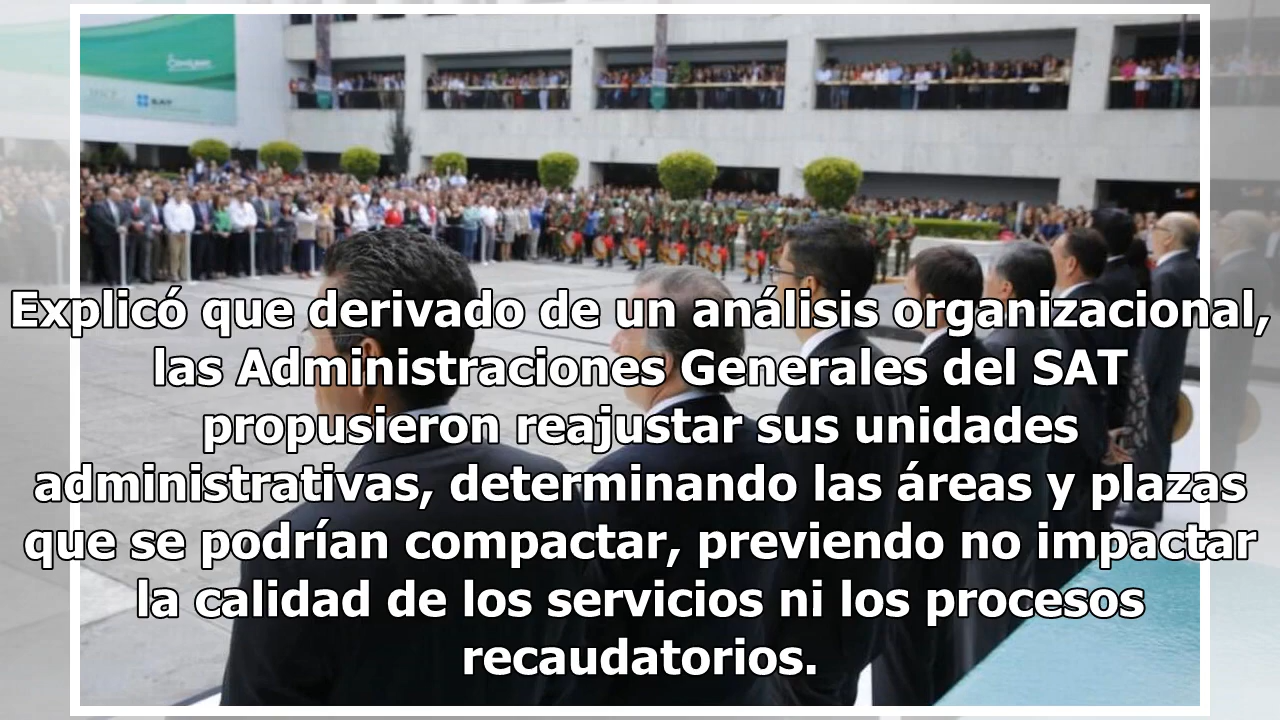 SAT
Explicó que derivado de un análisis organizacional,
las Administraciones Generales del SAT
propusieron reajustar sus unidades
administrativas, determinando las áreas y plazas
que se podrían compactar, previendo no impactar
la calidad de los servicios ni los procesos
recaudatorios.